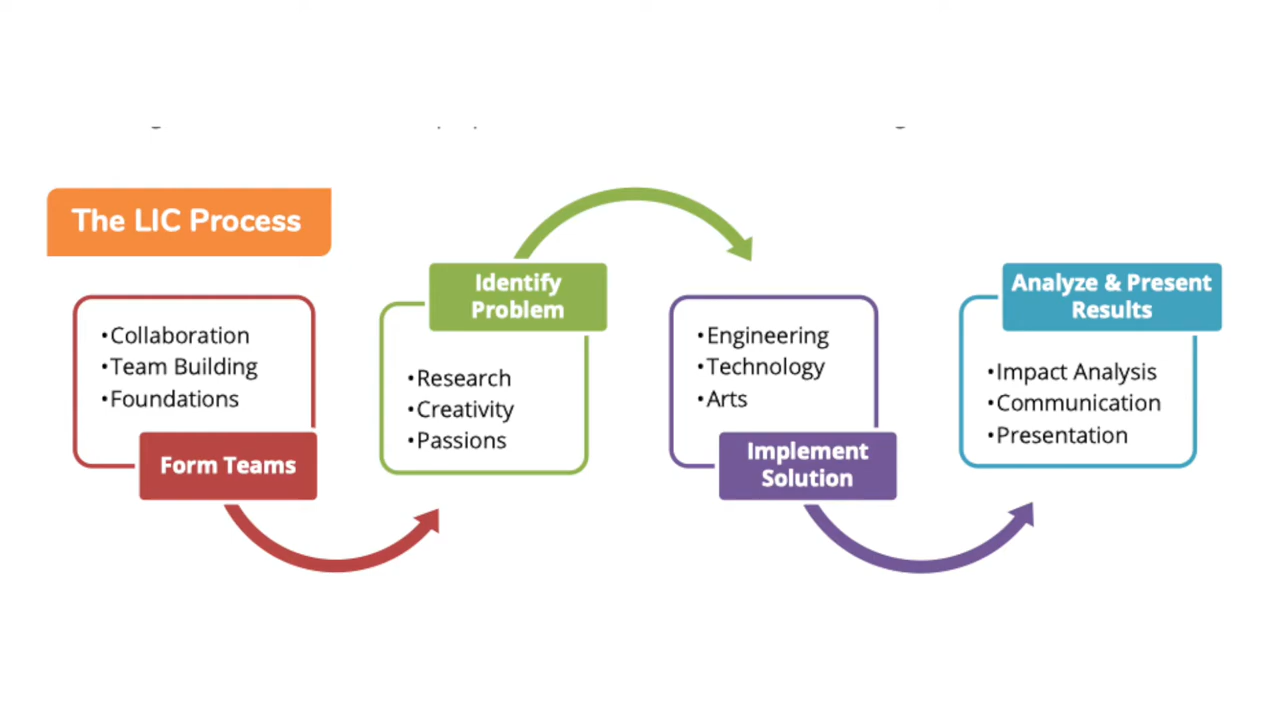 The LIC Process
•Collaboration
•Team Building
•Foundations
Form Teams
Identify
Problem
•Research
•Creativity
•Passions
•Engineering
•Technology
•Arts
Implement
Solution
Analyze & Present
Results
•Impact Analysis
•Communication
•Presentation